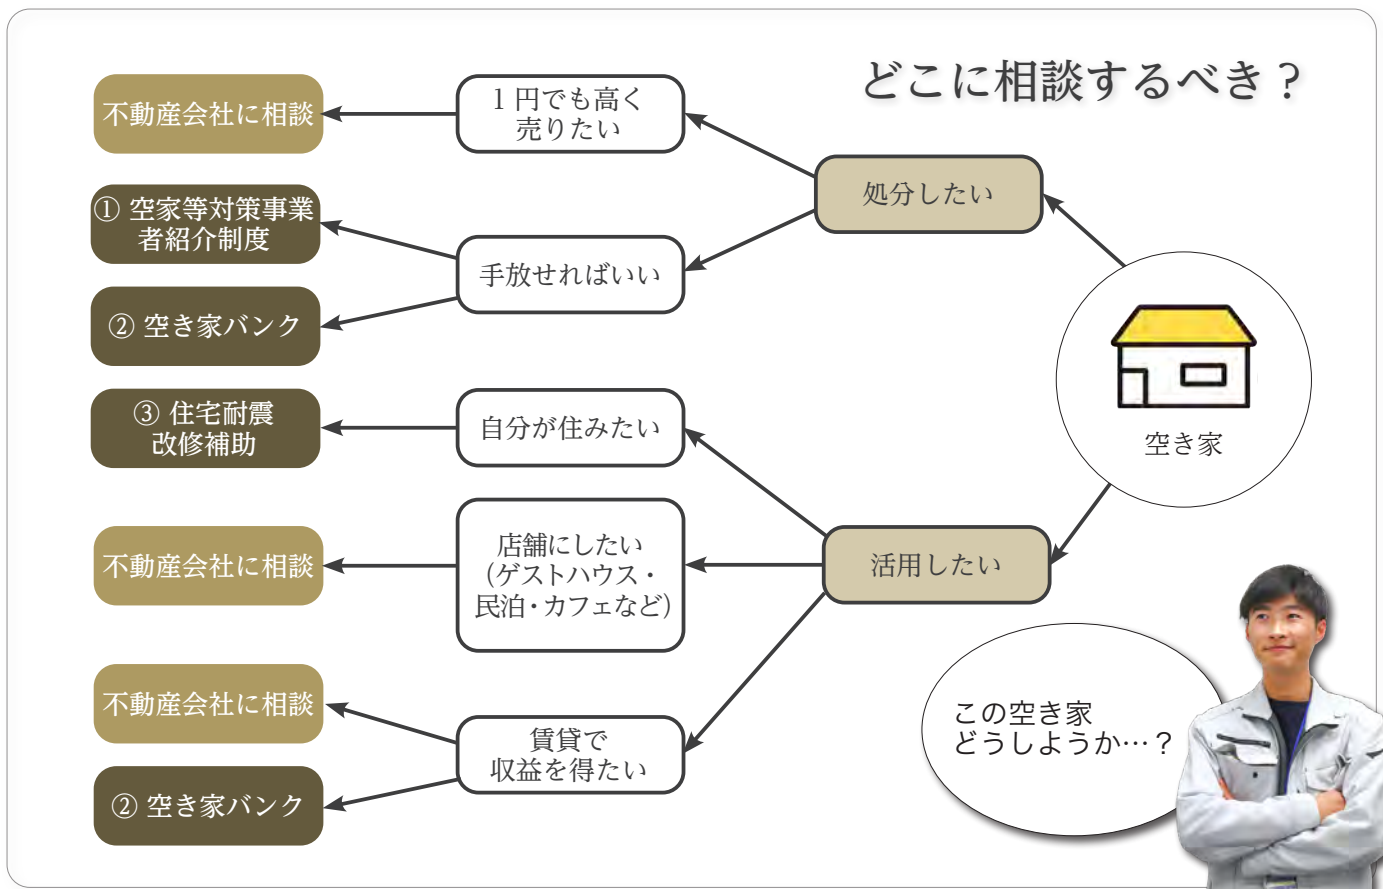 どこに相談するべき？
不動産会社に相談
1 円でも高く
売りたい
処分したい
① 空家等対策事業
者紹介制度
手放せればいい
② 空き家バンク
空き家
③ 住宅耐震
改修補助
自分が住みたい
不動産会社に相談
店舗にしたい
（ゲストハウス・
民泊・カフェなど）
活用したい
不動産会社に相談
賃貸で
収益を得たい
② 空き家バンク
この空き家
どうしようか…？